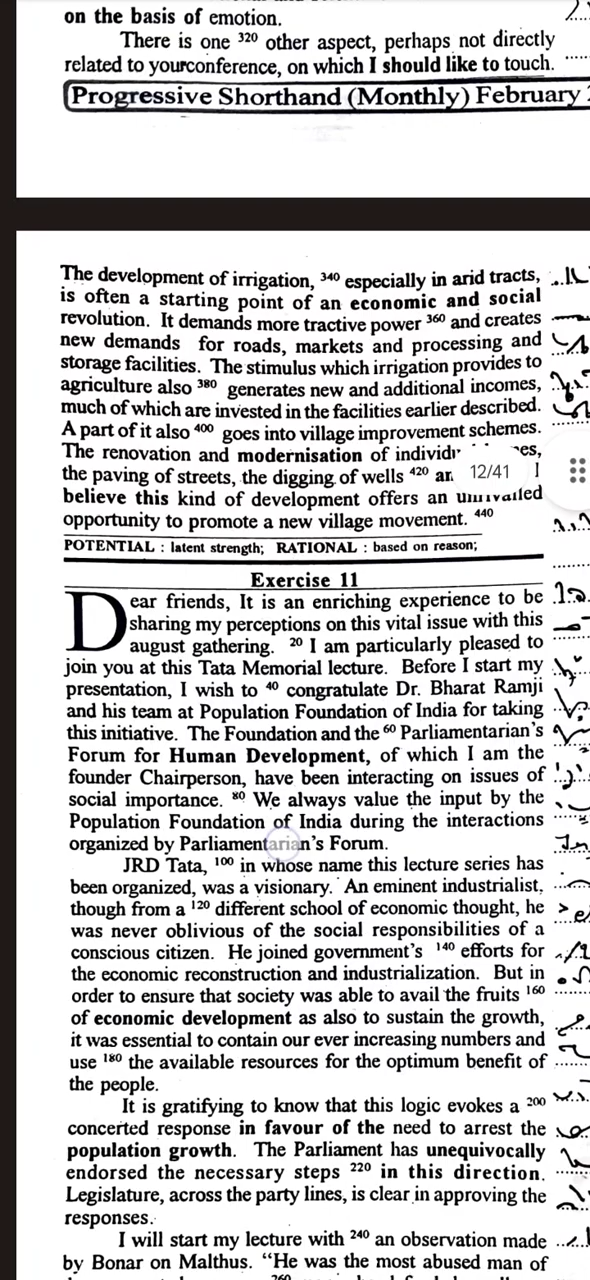 on the basis of emotion.
There is one 320 other aspect, perhaps not directly
related to yourconference, on which I should like to touch.
Progressive Shorthand (Monthly) February
The development of irrigation, 340 especially in arid tracts,
is often a starting point of an economic and social
revolution. It demands more tractive power 360 and creates
new demands for roads, markets and processing and
storage facilities. The stimulus which irrigation provides to
agriculture also 380 generates new and additional incomes,
much of which are invested in the facilities earlier described.
A part of it also 400 goes into village improvement schemes.
The renovation and modernisation of
the paving of streets, the digging of wells 420 12/41 I
believe this kind of development offers an unrivalled
opportunity to promote a new village movement. 440
POTENTIAL : latent strength; RATIONAL : based on reason;
Exercise 11
Dear friends, It is an enriching experience to be
sharing my perceptions on this vital issue with this
august gathering. 20 I am particularly pleased to
join you at this Tata Memorial lecture. Before I start my
presentation, I wish to 40 congratulate Dr. Bharat Ramji
and his team at Population Foundation of India for taking
this initiative. The Foundation and the 60 Parliamentarian's
Forum for Human Development, of which I am the
founder Chairperson, have been interacting on issues of
social importance. 80 We always value the input by the
Population Foundation of India during the interactions
organized by Parliamentarian's Forum.
JRD Tata, 100 in whose name this lecture series has
been organized, was a visionary. An eminent industrialist,
though from a 120 different school of economic thought, he
was never oblivious of the social responsibilities of a
conscious citizen. He joined government's 140 efforts for
the economic reconstruction and industrialization. But in
order to ensure that society was able to avail the fruits 160
of economic development as also to sustain the growth,
it was essential to contain our ever increasing numbers and
use 180 the available resources for the optimum benefit of
the people.
It is gratifying to know that this logic evokes a 200
concerted response in favour of the need to arrest the
population growth. The Parliament has unequivocally
endorsed the necessary steps 220 in this direction.
Legislature, across the party lines, is clear in approving the
responses.
I will start my lecture with 240 an observation made
by Bonar on Malthus. "He was the most abused man of